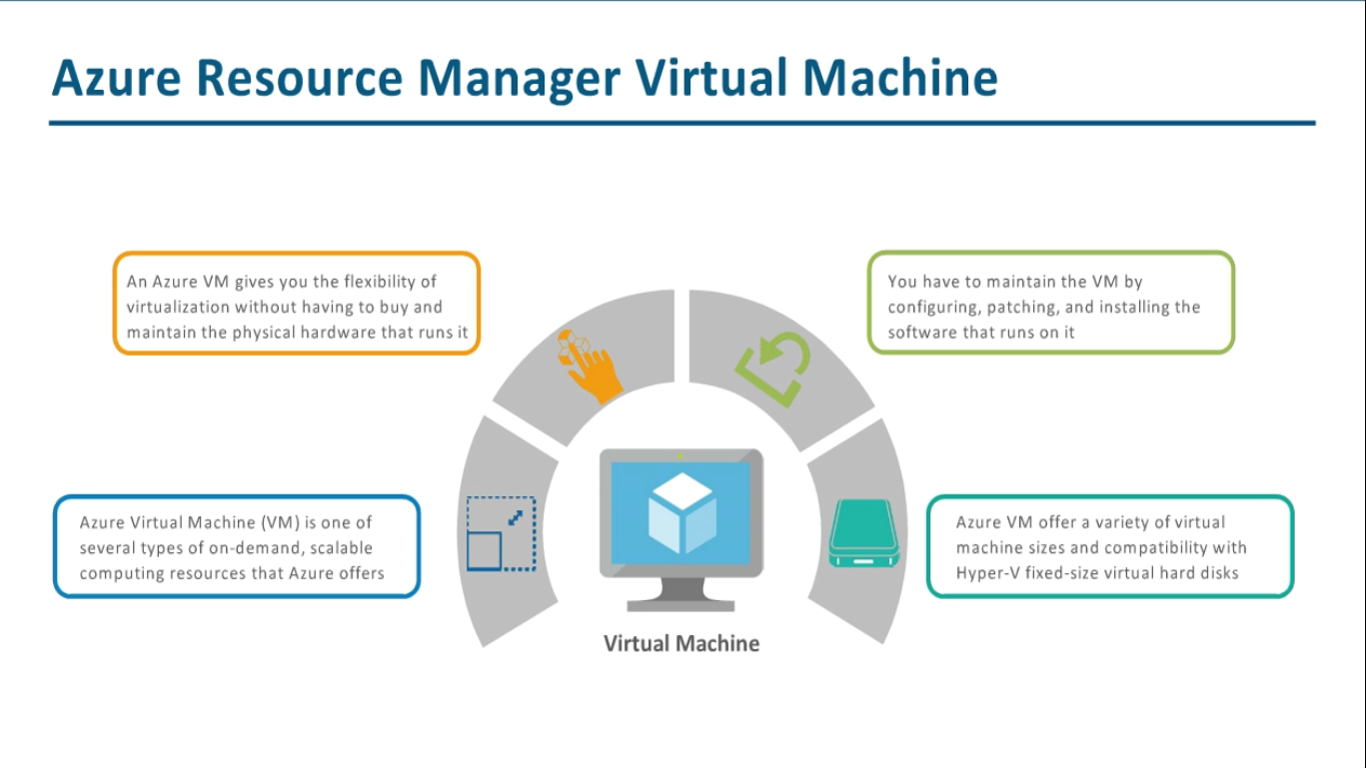 Azure Resource Manager Virtual Machine
An Azure VM gives you the flexibility of
virtualization without having to buy and
maintain the physical hardware that runs it
You have to maintain the VM by
configuring, patching, and installing the
software that runs on it
Azure Virtual Machine (VM) is one of
several types of on-demand, scalable
computing resources that Azure offers
Azure VM offer a variety of virtual
machine sizes and compatibility with
Hyper-V fixed-size virtual hard disks
Virtual Machine